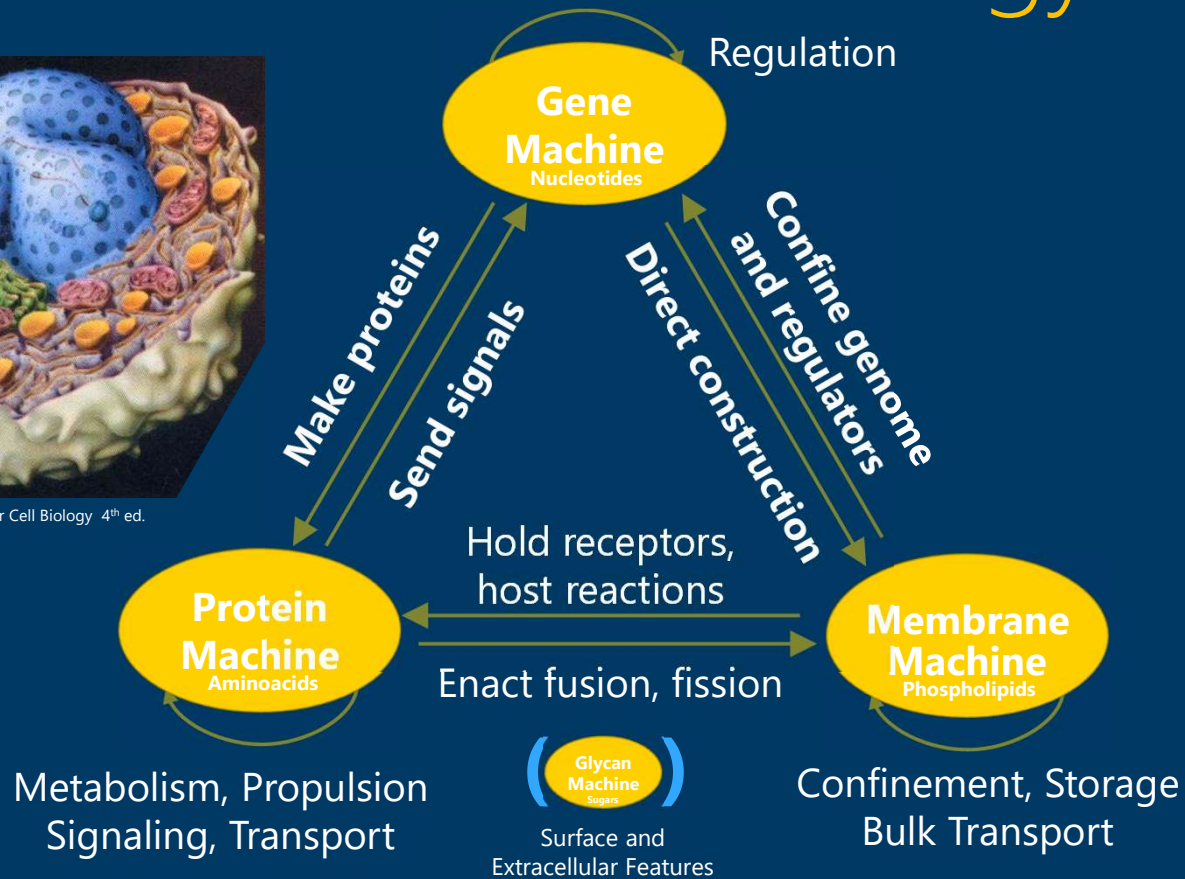 Regulation
Gene
Machine
Nucleotides
Make proteins
Send signals
Direct construction
Confine genome
and regulators
Cell Biology 4th ed.
Hold receptors,
host reactions
Protein
Machine
Aminoacids
Membrane
Machine
Phospholipids
Enact fusion, fission
Metabolism, Propulsion
Signaling, Transport
(Glycan
Machine
Sugars)
Surface and
Extracellular Features
Confinement, Storage
Bulk Transport